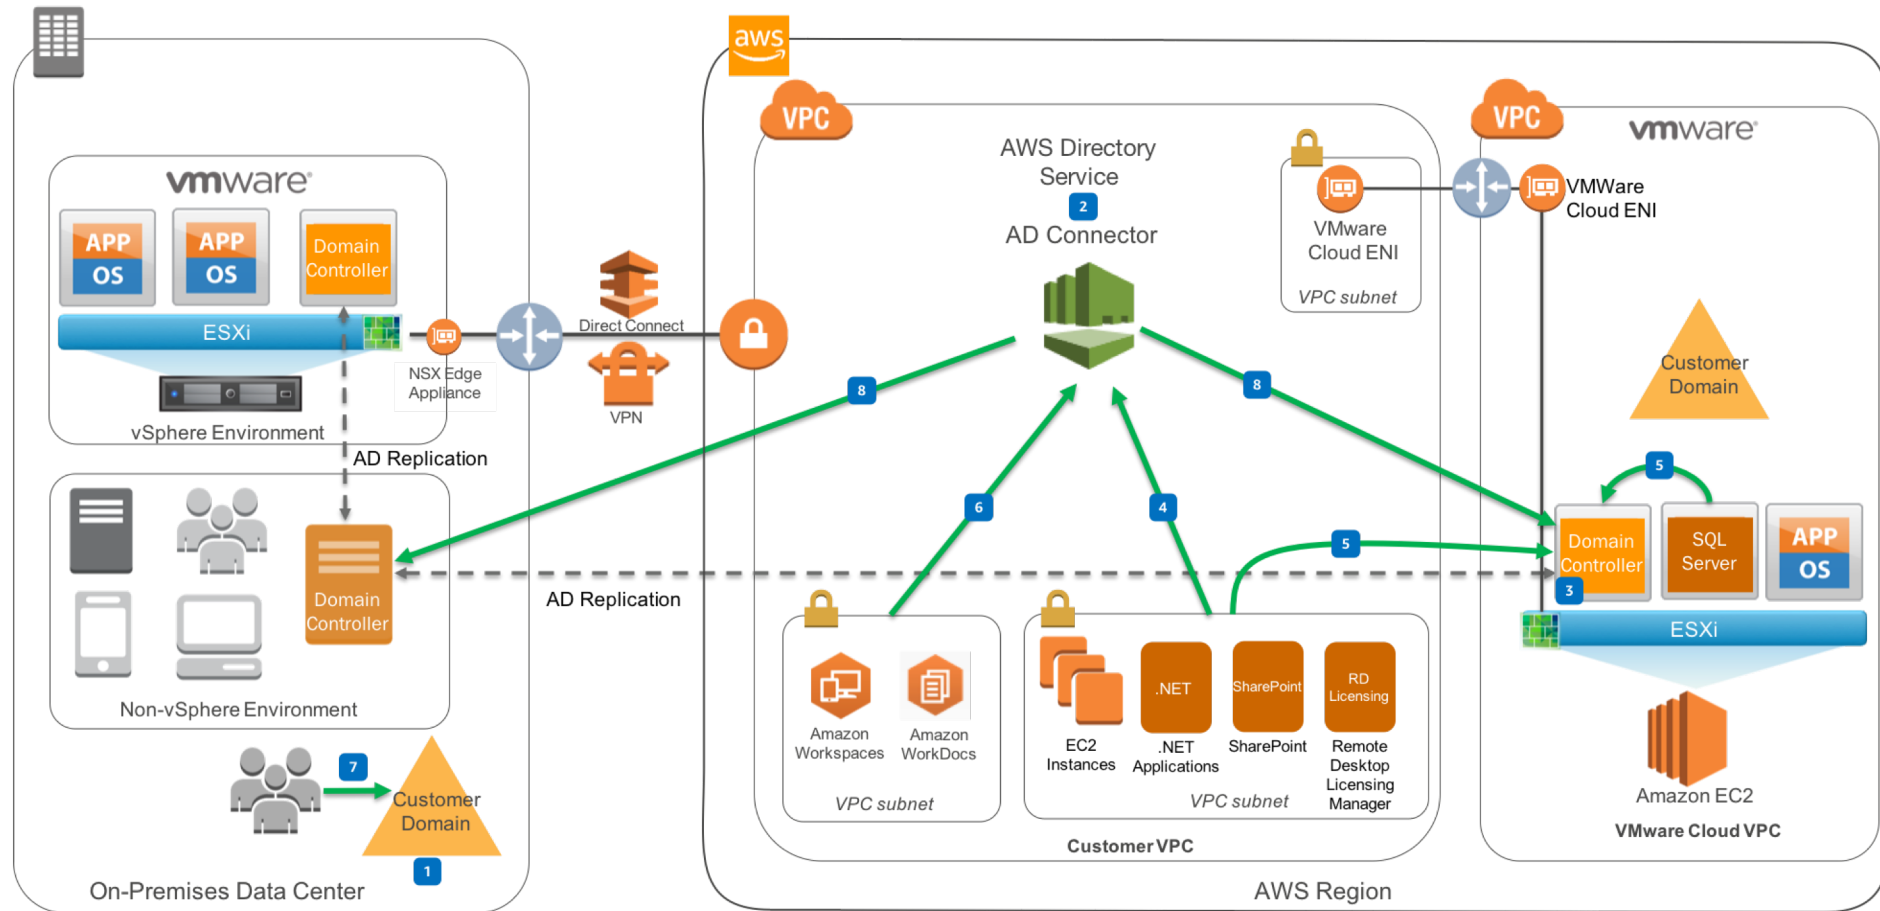 aws
VPC
VPC
vmware
vmware
AWS Directory
Service
2
AD Connector
VMWare
Cloud ENI
VMware
Cloud ENI
VPC subnet
APP
OS
APP
OS
Domain
Controller
ESXi
NSX Edge
Appliance
vSphere Environment
Direct Connect
VPN
AD Replication
8
8
Customer
Domain
5
6
4
5
Domain
Controller
3
SQL
Server
APP
OS
ESXi
Amazon EC2
VMware Cloud VPC
Domain
Controller
AD Replication
Non-vSphere Environment
7
Customer
Domain
1
On-Premises Data Center
Amazon
Workspaces
Amazon
WorkDocs
VPC subnet
EC2
Instances
.NET
.NET
Applications
SharePoint
SharePoint
RD
Licensing
Remote
Desktop
Licensing
Manager
VPC subnet
Customer VPC
AWS Region